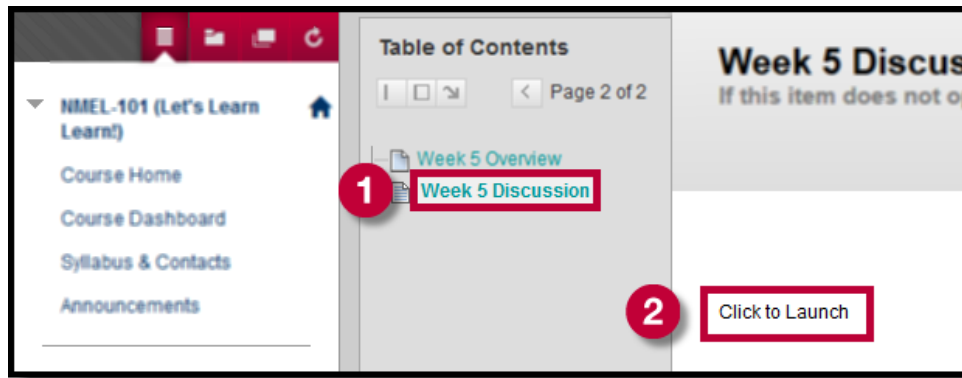 NMEL-101 (Let's Learn
Learn!)
Course Home
Course Dashboard
Syllabus & Contacts
Announcements
Table of Contents
Page 2 of 2
Week 5 Overview
1
Week 5 Discussion
Week 5 Discus
If this item does not o
2
Click to Launch